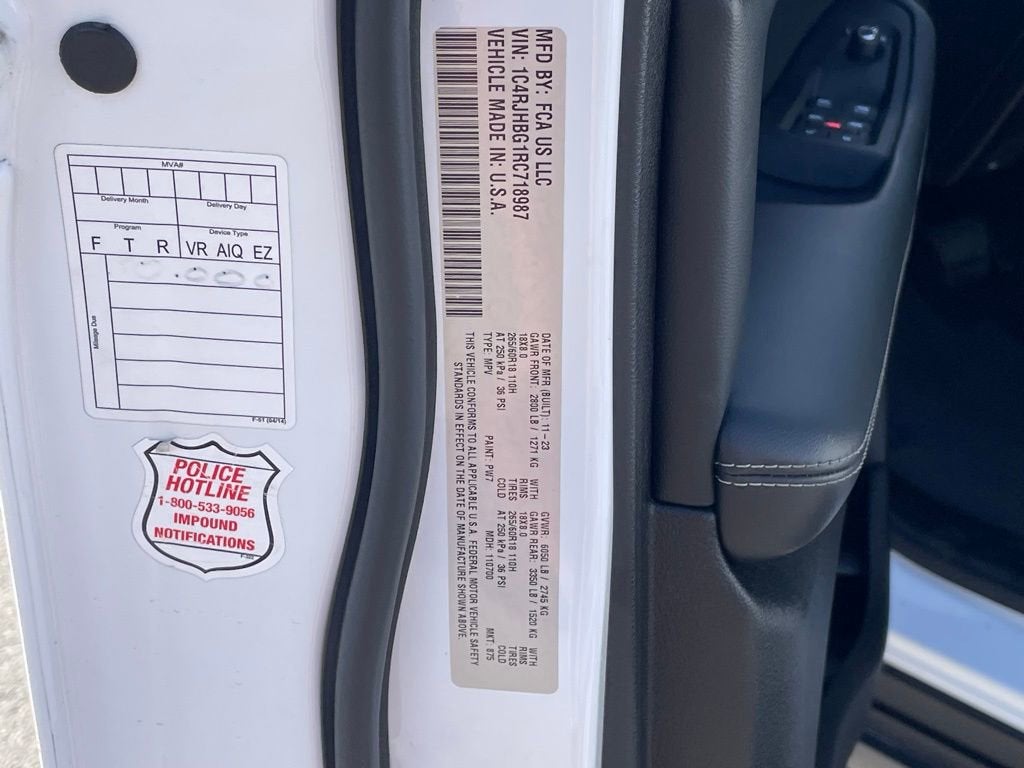 MVA#
Delivery Month
Delivery Day
Program
Device Type
F T R VR AIQ EZ
Mileage Due
F-51 (04/14)
POLICE
HOTLINE
1-800-533-9056
IMPOUND
NOTIFICATIONS
MFD BY: FCA US LLC
VIN: 1C4RJHBG1RC718987
VEHICLE MADE IN: U.S.A.
DATE OF MFR (BUILT): 11-23 GVWR: 6050 LB / 2745 KG
GAWR FRONT: 2800 LB / 1271 KG WITH GAWR REAR: 3350 LB / 1520 KG WITH
18X8.0 RIMS 18X8.0 RIMS
265/60R18 110H TIRES 265/60R18 110H TIRES
AT 250 kPa / 36 PSI COLD AT 250 kPa / 36 PSI COLD
TYPE: MPV PAINT: PW7 MDH: 110700 MKT: 875
THIS VEHICLE CONFORMS TO ALL APPLICABLE U.S.A. FEDERAL MOTOR VEHICLE SAFETY
STANDARDS IN EFFECT ON THE DATE OF MANUFACTURE SHOWN ABOVE.